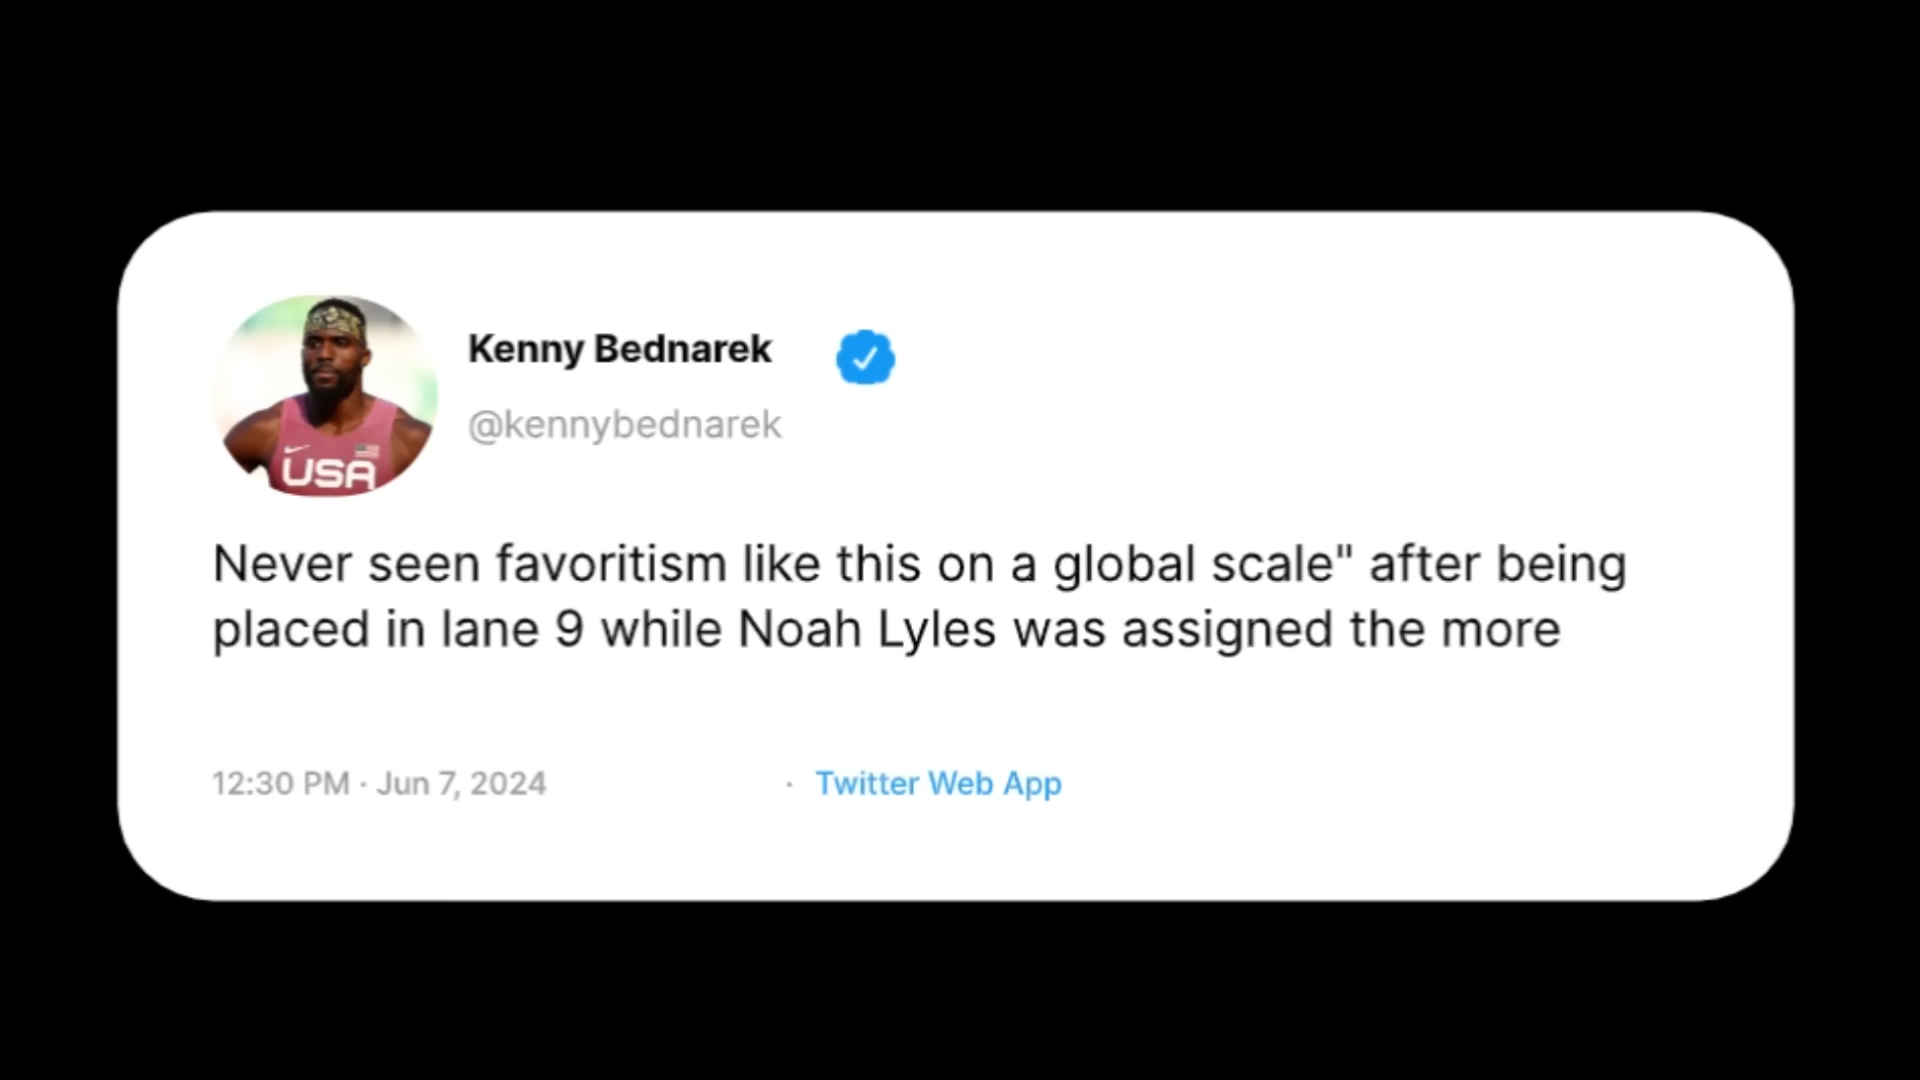 Kenny Bednarek
@kennybednarek
USA
Never seen favoritism like this on a global scale" after being
placed in lane 9 while Noah Lyles was assigned the more
12:30 PM · Jun 7, 2024 · Twitter Web App